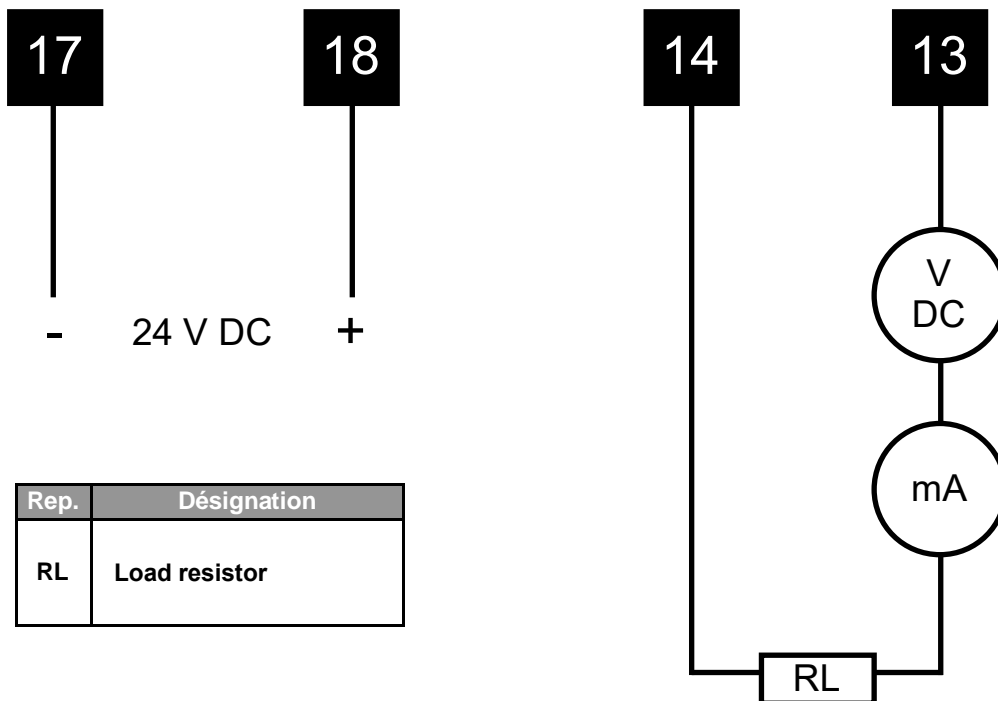 17 18 14 13
V
DC
- 24 V DC +
mA
Rep. Désignation
RL Load resistor
RL